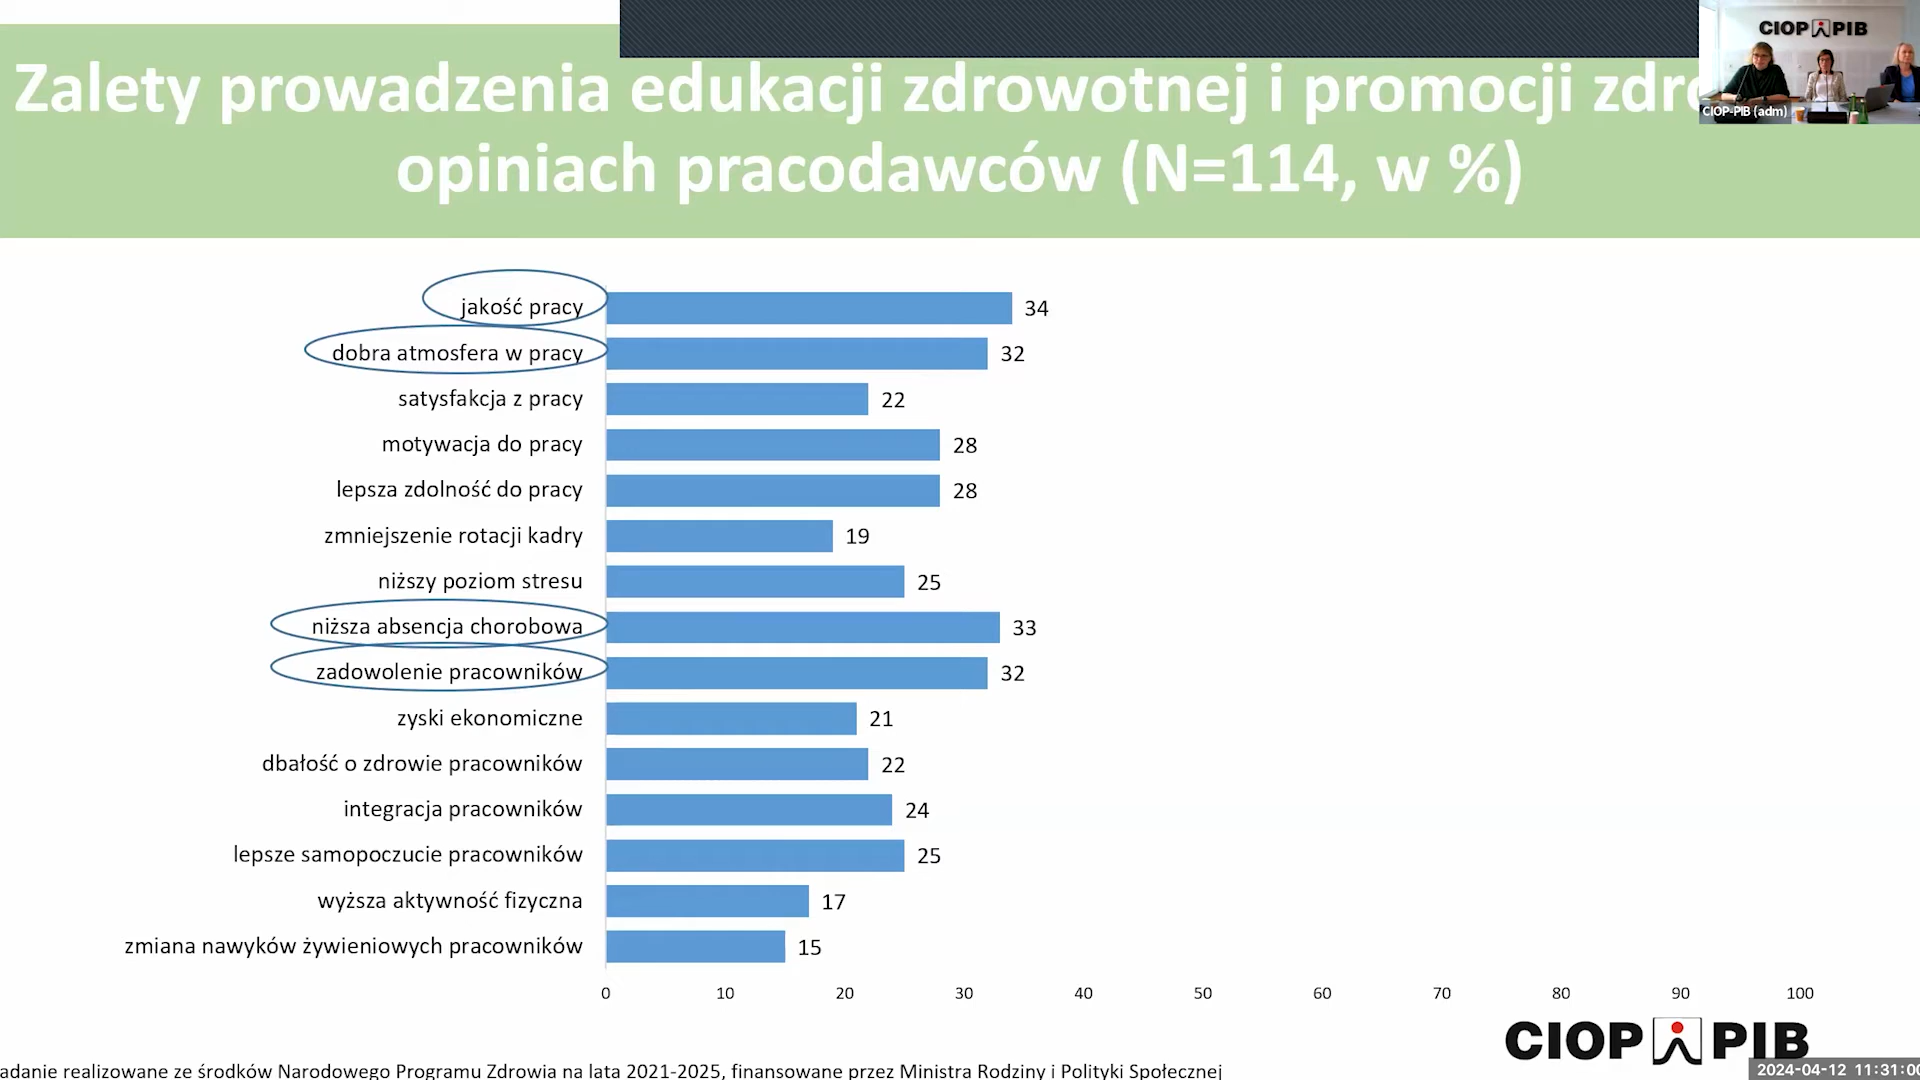 CIOP PIB
CIOP-PIB (adm)
Zalety prowadzenia edukacji zdrowotnej i promocji
opiniach pracodawców (N=114, w %)
jakość pracy 34
dobra atmosfera w pracy 32
satysfakcja z pracy 22
motywacja do pracy 28
lepsza zdolność do pracy 28
zmniejszenie rotacji kadry 19
niższy poziom stresu 25
niższa absencja chorobowa 33
zadowolenie pracowników 32
zyski ekonomiczne 21
dbałość o zdrowie pracowników 22
integracja pracowników 24
lepsze samopoczucie pracowników 25
wyższa aktywność fizyczna 17
zmiana nawyków żywieniowych pracowników 15
0 10 20 30 40 50 60 70 80 90 100
CIOP PIB
adanie realizowane ze środków Narodowego Programu Zdrowia na lata 2021-2025, finansowane przez Ministra Rodziny i Polityki Społecznej
2024-04-12 11:31:00